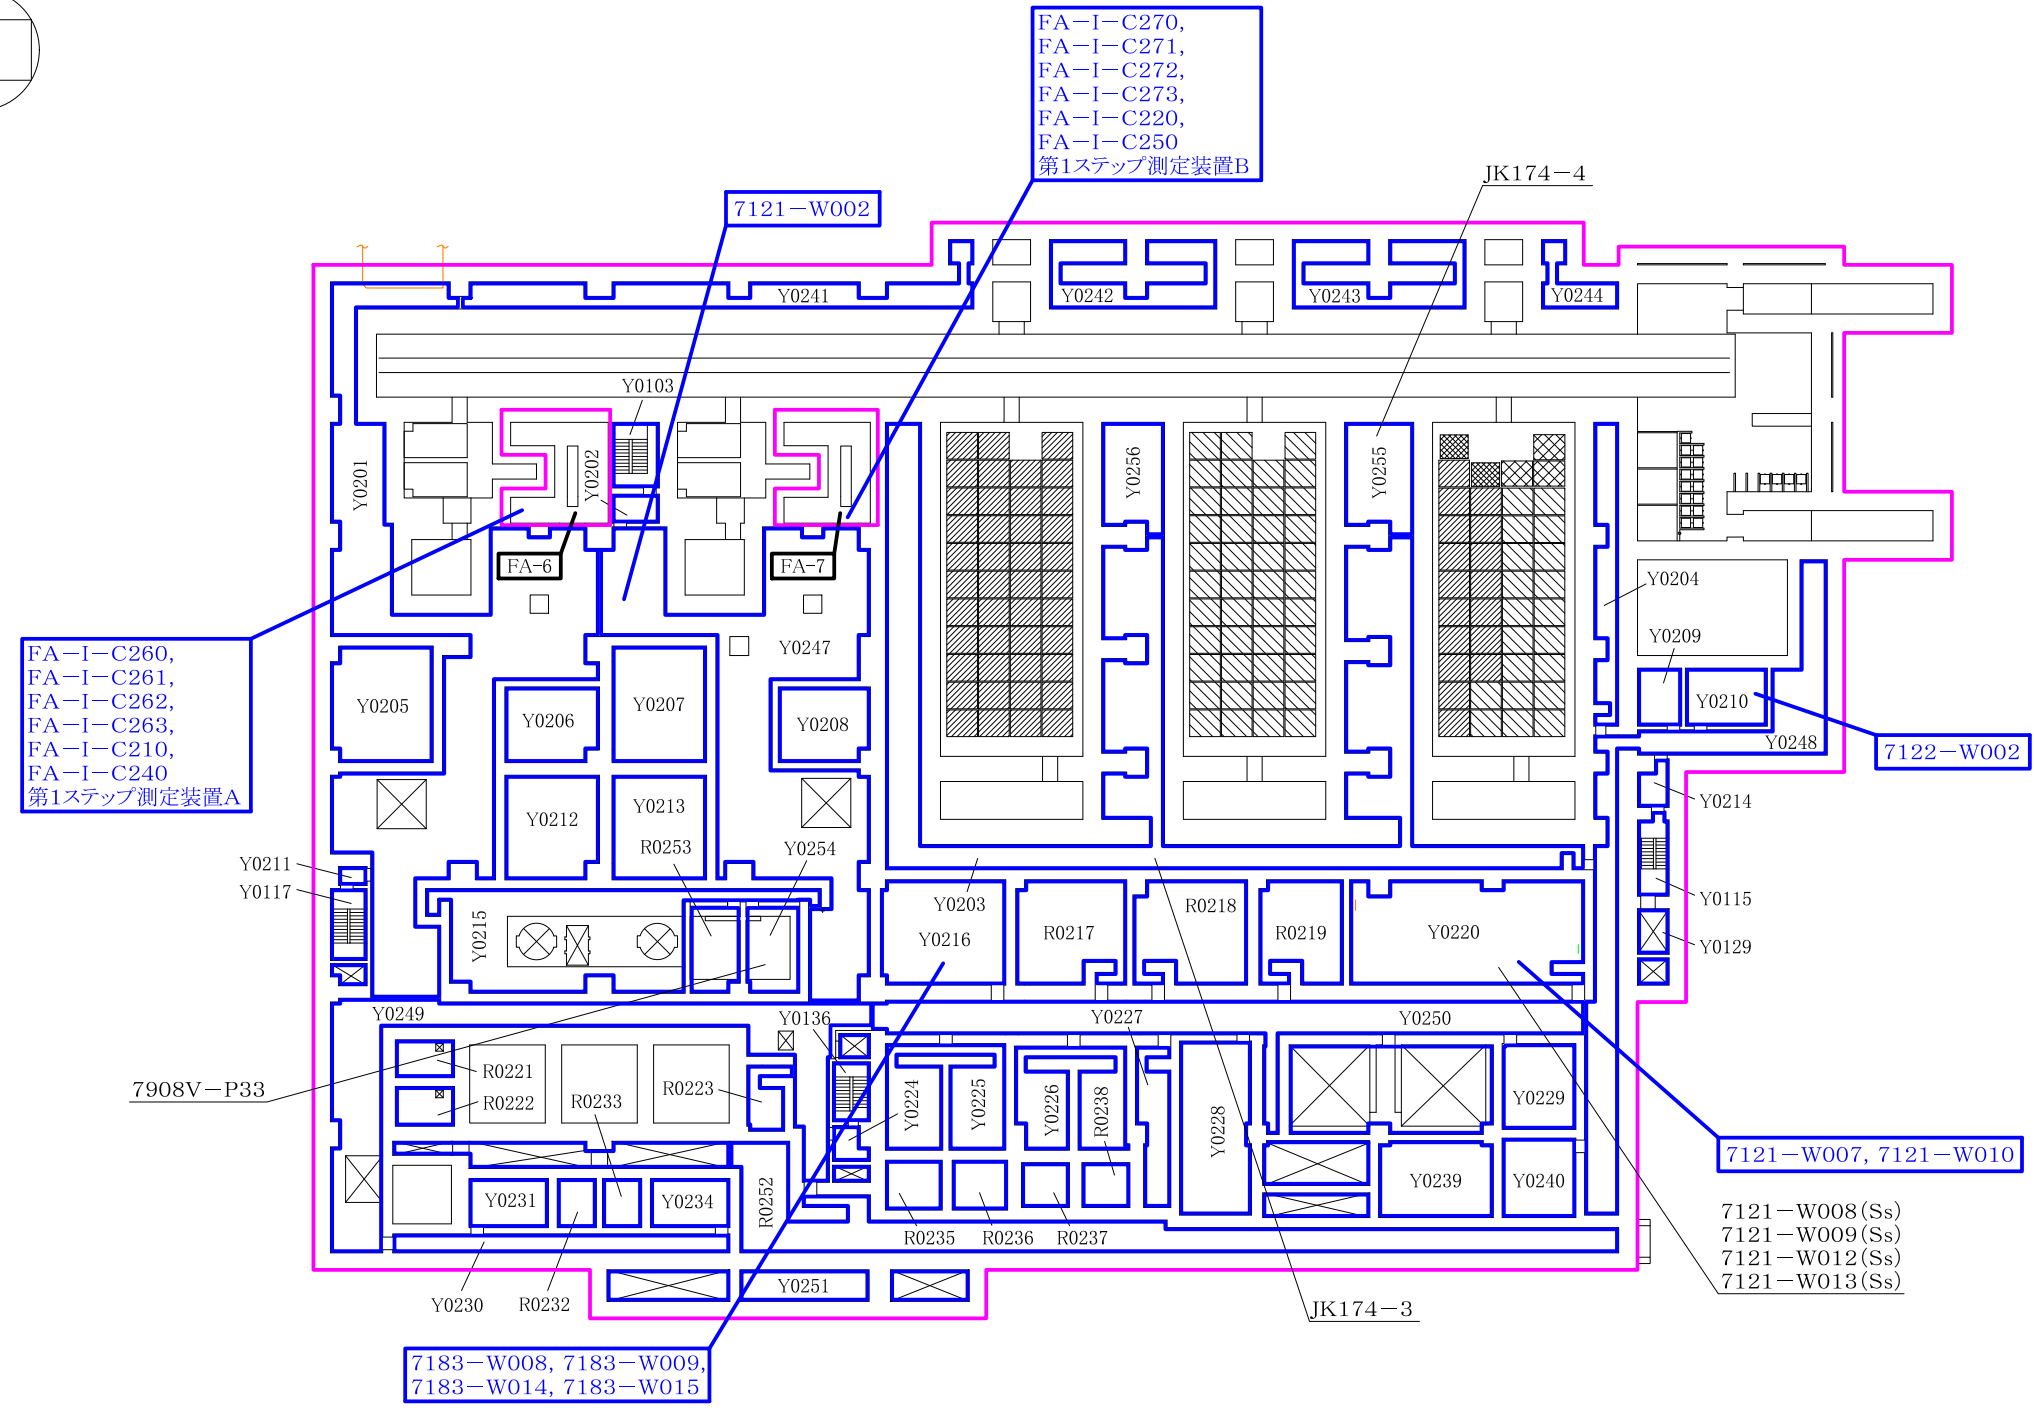 FA-I-C270,
FA-I-C271,
FA-I-C272,
FA-I-C273,
FA-I-C220,
FA-I-C250
第1ステップ測定装置B
JK174-4
7121-W002
Y0241
Y0242
Y0243
Y0244
Y0103
Y0201
Y0202
Y0256
Y0255
FA-6
FA-7
Y0204
Y0209
Y0247
FA-I-C260,
FA-I-C261,
FA-I-C262,
FA-I-C263,
FA-I-C210,
FA-I-C240
第1ステップ測定装置A
Y0205
Y0206
Y0207
Y0208
Y0210
Y0248
7122-W002
Y0214
Y0212
Y0213
R0253
Y0254
Y0211
Y0117
Y0203
R0218
Y0115
Y0215
Y0216
R0217
R0219
Y0220
Y0129
Y0249
Y0136
Y0227
Y0250
7908V-P33
R0221
R0222
R0233
R0223
Y0224
Y0225
Y0226
R0238
Y0228
Y0229
7121-W007, 7121-W010
Y0231
Y0234
R0252
Y0239
Y0240
7121-W008(Ss)
7121-W009(Ss)
7121-W012(Ss)
7121-W013(Ss)
R0235
R0236
R0237
Y0230
R0232
Y0251
JK174-3
7183-W008, 7183-W009,
7183-W014, 7183-W015